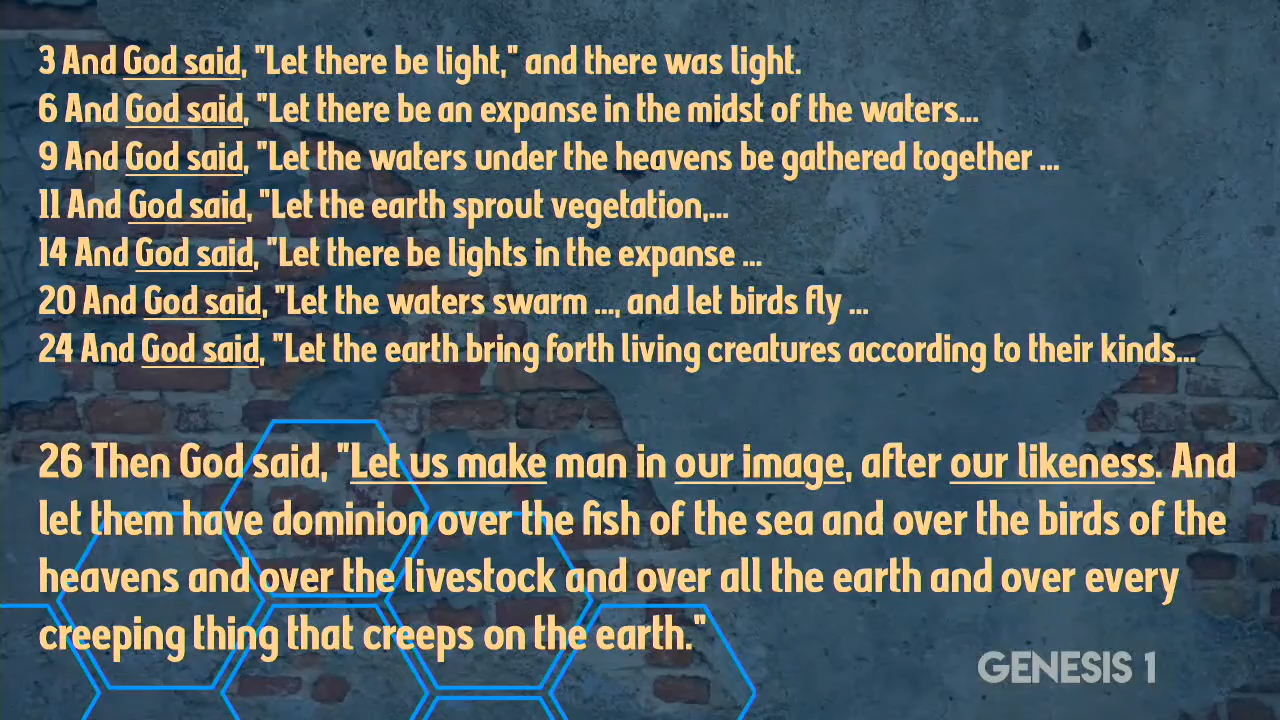 3 And God said, "Let there be light," and there was light.
6 And God said, "Let there be an expanse in the midst of the waters...
9 And God said, "Let the waters under the heavens be gathered together ...
11 And God said, "Let the earth sprout vegetation,...
14 And God said, "Let there be lights in the expanse ...
20 And God said, "Let the waters swarm ..., and let birds fly ...
24 And God said, "Let the earth bring forth living creatures according to their kinds...
26 Then God said, "Let us make man in our image, after our likeness. And
let them have dominion over the fish of the sea and over the birds of the
heavens and over the livestock and over all the earth and over every
creeping thing that creeps on the earth."
GENESIS 1